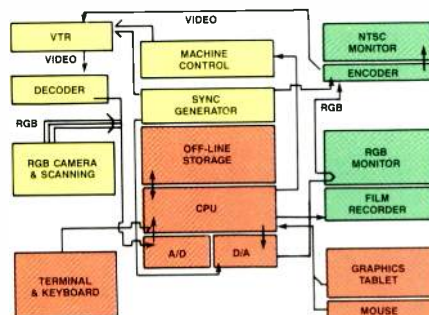 VIDEO
VTR
VIDEO
DECODER
RGB
RGB CAMERA
& SCANNING
MACHINE
CONTROL
SYNC
GENERATOR
OFF-LINE
STORAGE
CPU
A/D
D/A
TERMINAL
& KEYBOARD
NTSC
MONITOR
ENCODER
RGB
RGB
MONITOR
FILM
RECORDER
GRAPHICS
TABLET
MOUSE